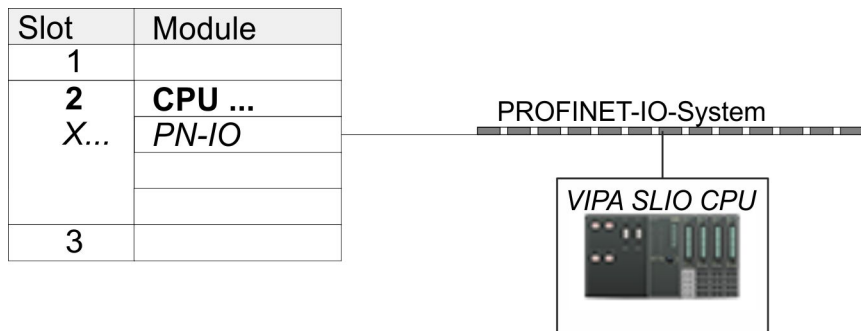 Slot Module
1
2 CPU ...
X... PN-IO
3
PROFINET-IO-System
VIPA SLIO CPU